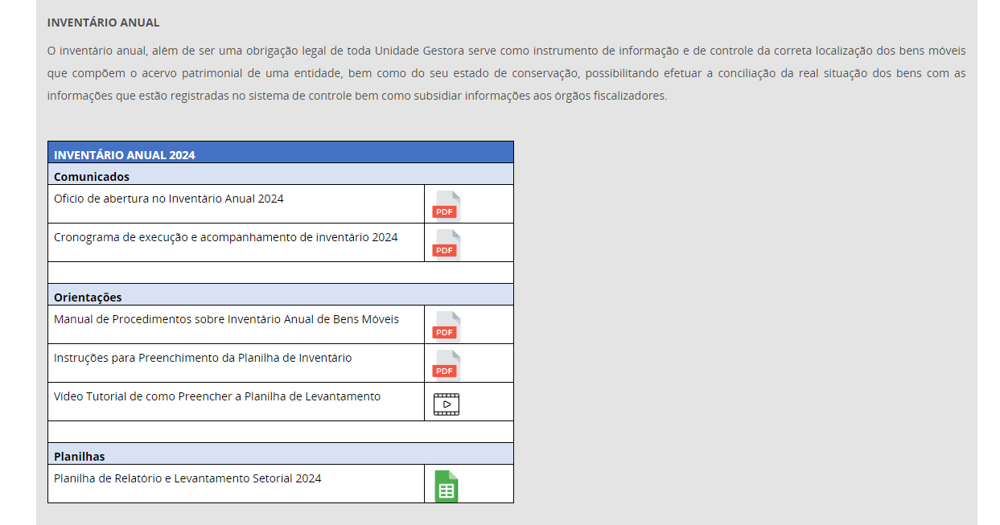 INVENTÁRIO ANUAL
O inventário anual, além de ser uma obrigação legal de toda Unidade Gestora serve como instrumento de informação e de controle da correta localização dos bens móveis
que compõem o acervo patrimonial de uma entidade, bem como do seu estado de conservação, possibilitando efetuar a conciliação da real situação dos bens com as
informações que estão registradas no sistema de controle bem como subsidiar informações aos órgãos fiscalizadores.
INVENTÁRIO ANUAL 2024
Comunicados
Oficio de abertura no Inventário Anual 2024
PDF
Cronograma de execução e acompanhamento de inventário 2024
PDF
Orientações
Manual de Procedimentos sobre Inventário Anual de Bens Móveis
PDF
Instruções para Preenchimento da Planilha de Inventário
PDF
Vídeo Tutorial de como Preencher a Planilha de Levantamento
Planilhas
Planilha de Relatório e Levantamento Setorial 2024